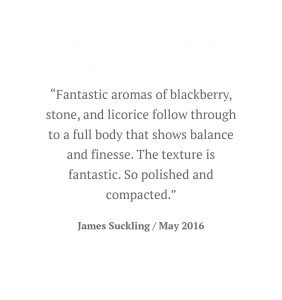 “Fantastic aromas of blackberry,
stone, and licorice follow through
to a full body that shows balance
and finesse. The texture is
fantastic. So polished and
compacted.”
James Suckling / May 2016